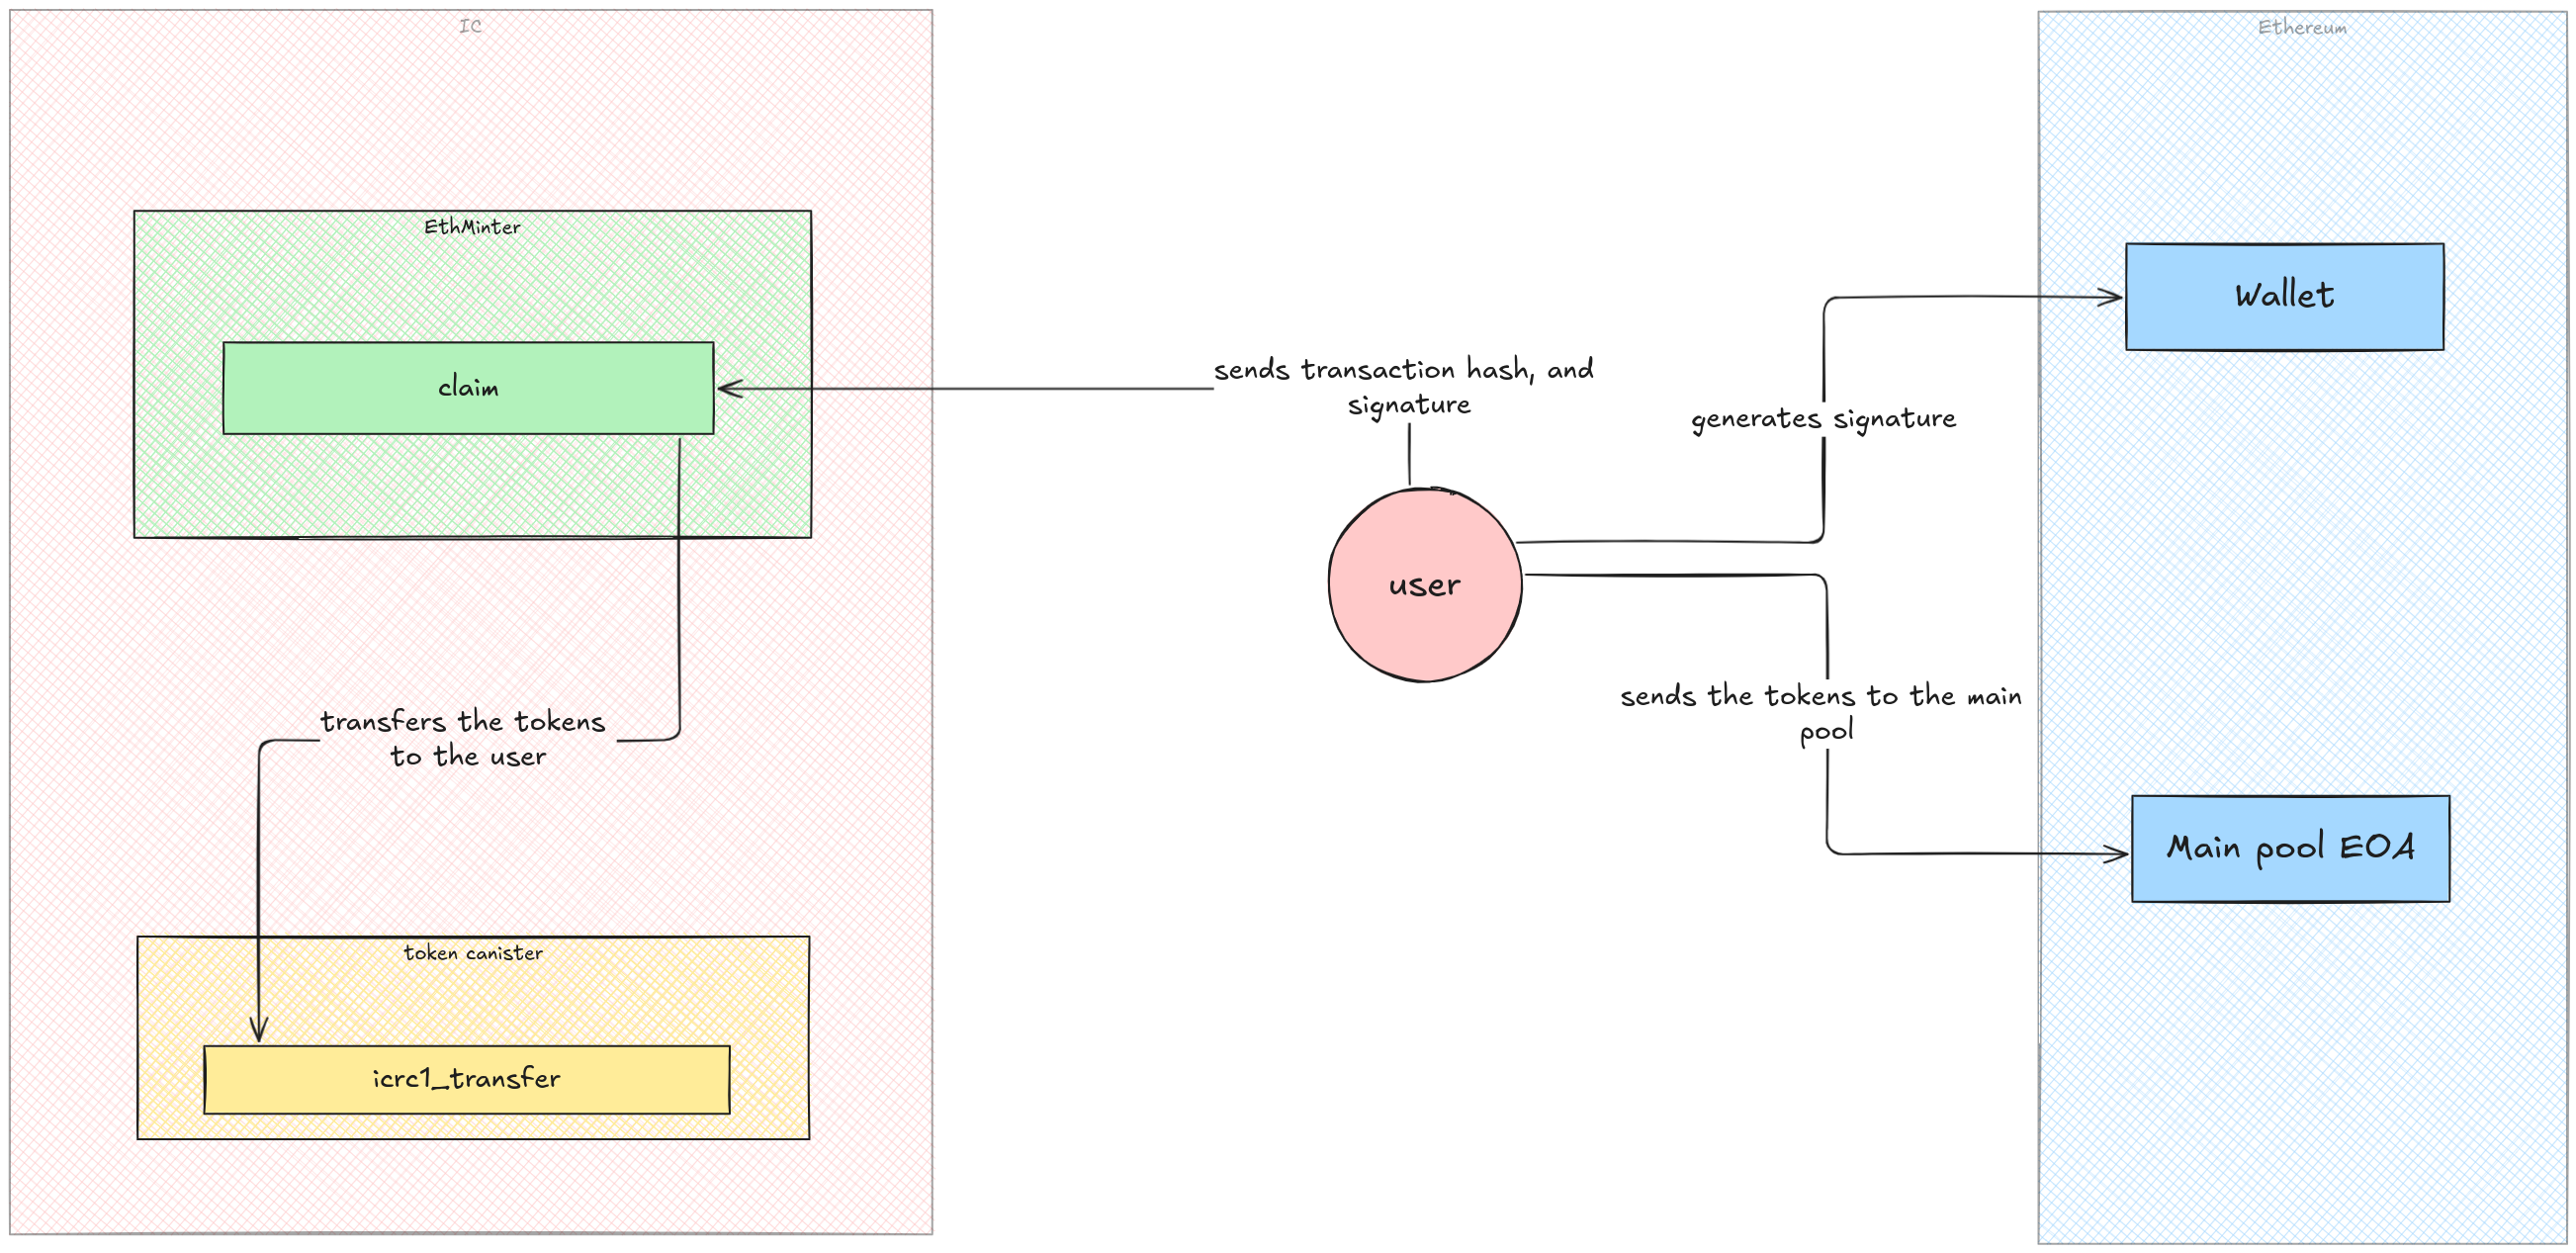 IC
Ethereum
EthMinter
Wallet
sends transaction hash, and
signature
claim
generates signature
user
sends the tokens to the main
pool
transfers the tokens
to the user
Main pool EOA
token canister
icrc1_transfer